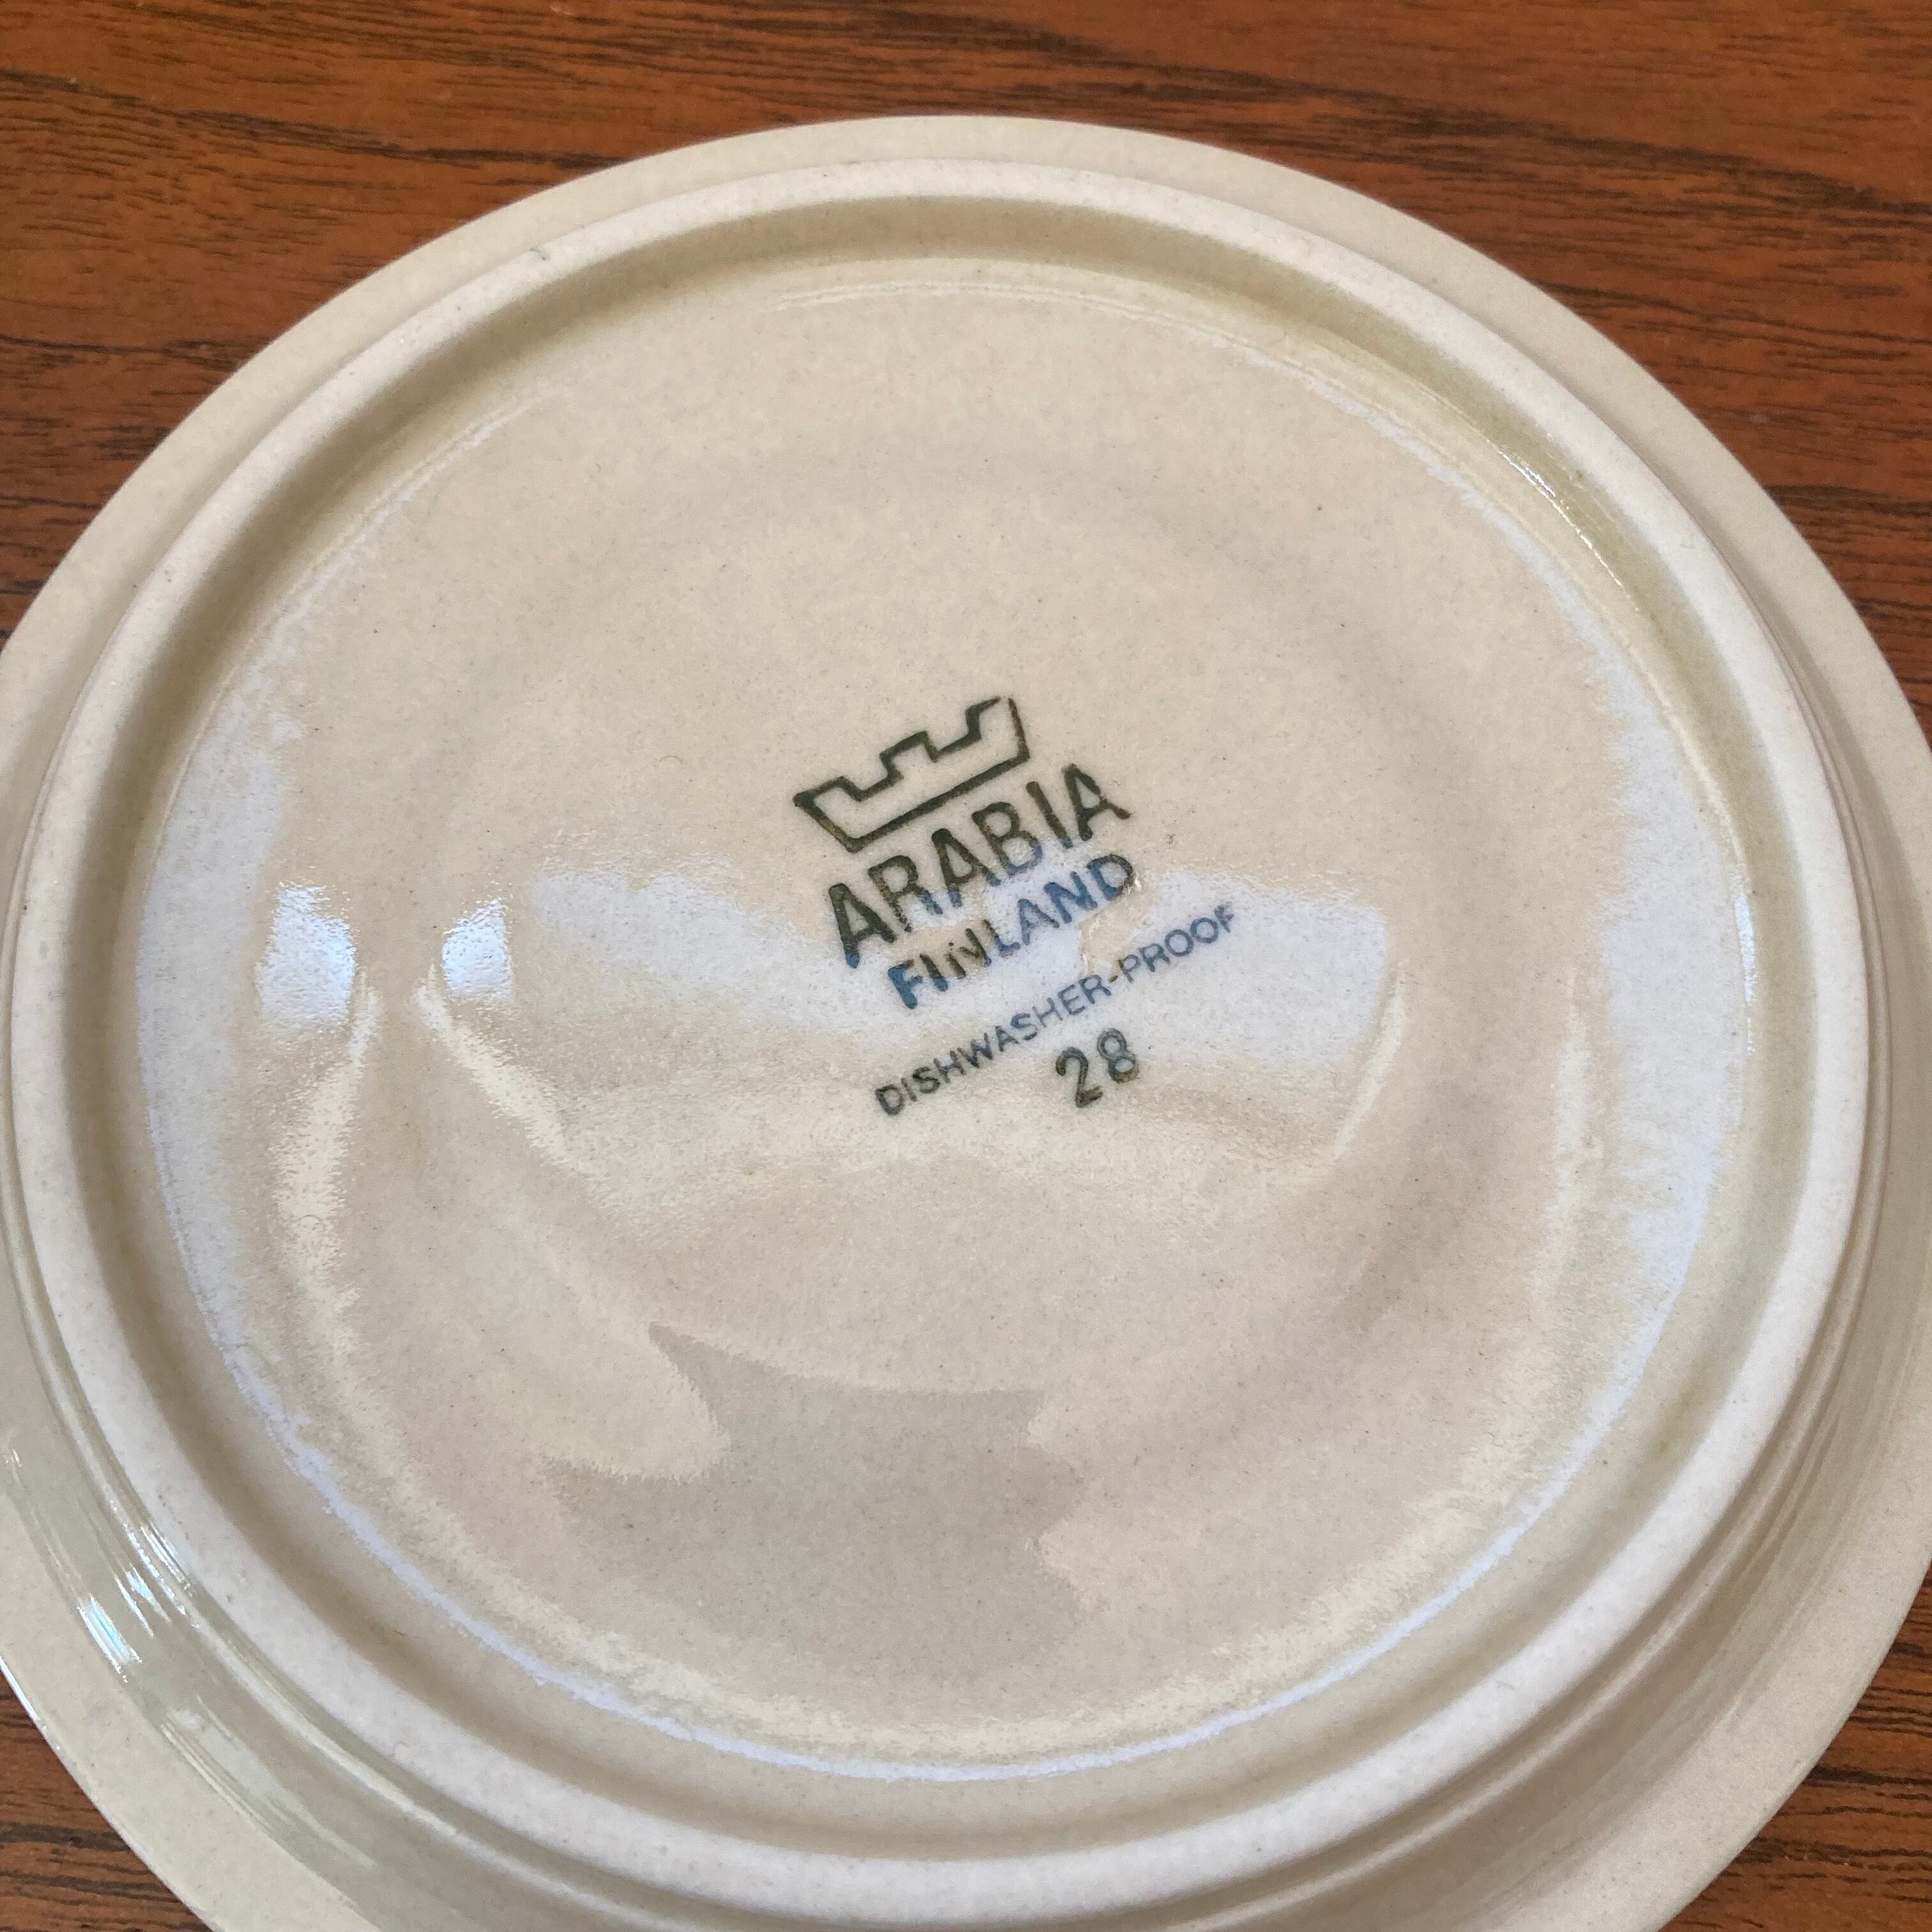 ARABIA
FINLAND
DISHWASHER-PROOF
28